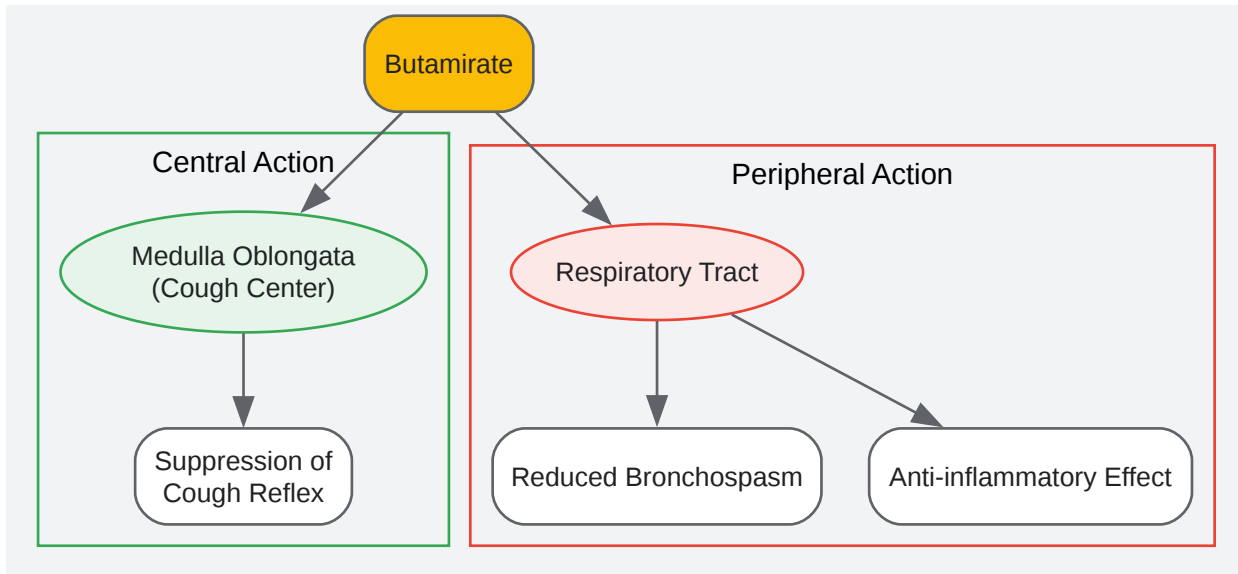 Butamirate
Central Action
Peripheral Action
Medulla Oblongata
(Cough Center)
Respiratory Tract
Suppression of
Cough Reflex
Reduced Bronchospasm
Anti-inflammatory Effect